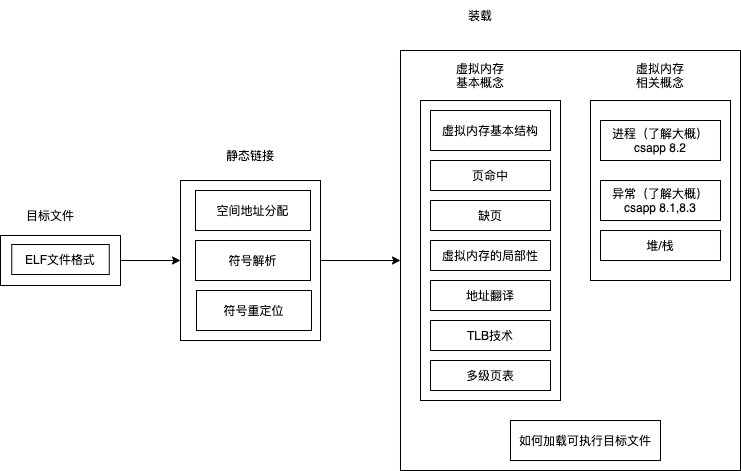 装载
虚拟内存
基本概念
虚拟内存
相关概念
虚拟内存基本结构
进程（了解大概）
csapp 8.2
静态链接
页命中
空间地址分配
异常（了解大概）
csapp 8.1,8.3
目标文件
缺页
ELF文件格式
符号解析
虚拟内存的局部性
堆/栈
符号重定位
地址翻译
TLB技术
多级页表
如何加载可执行目标文件